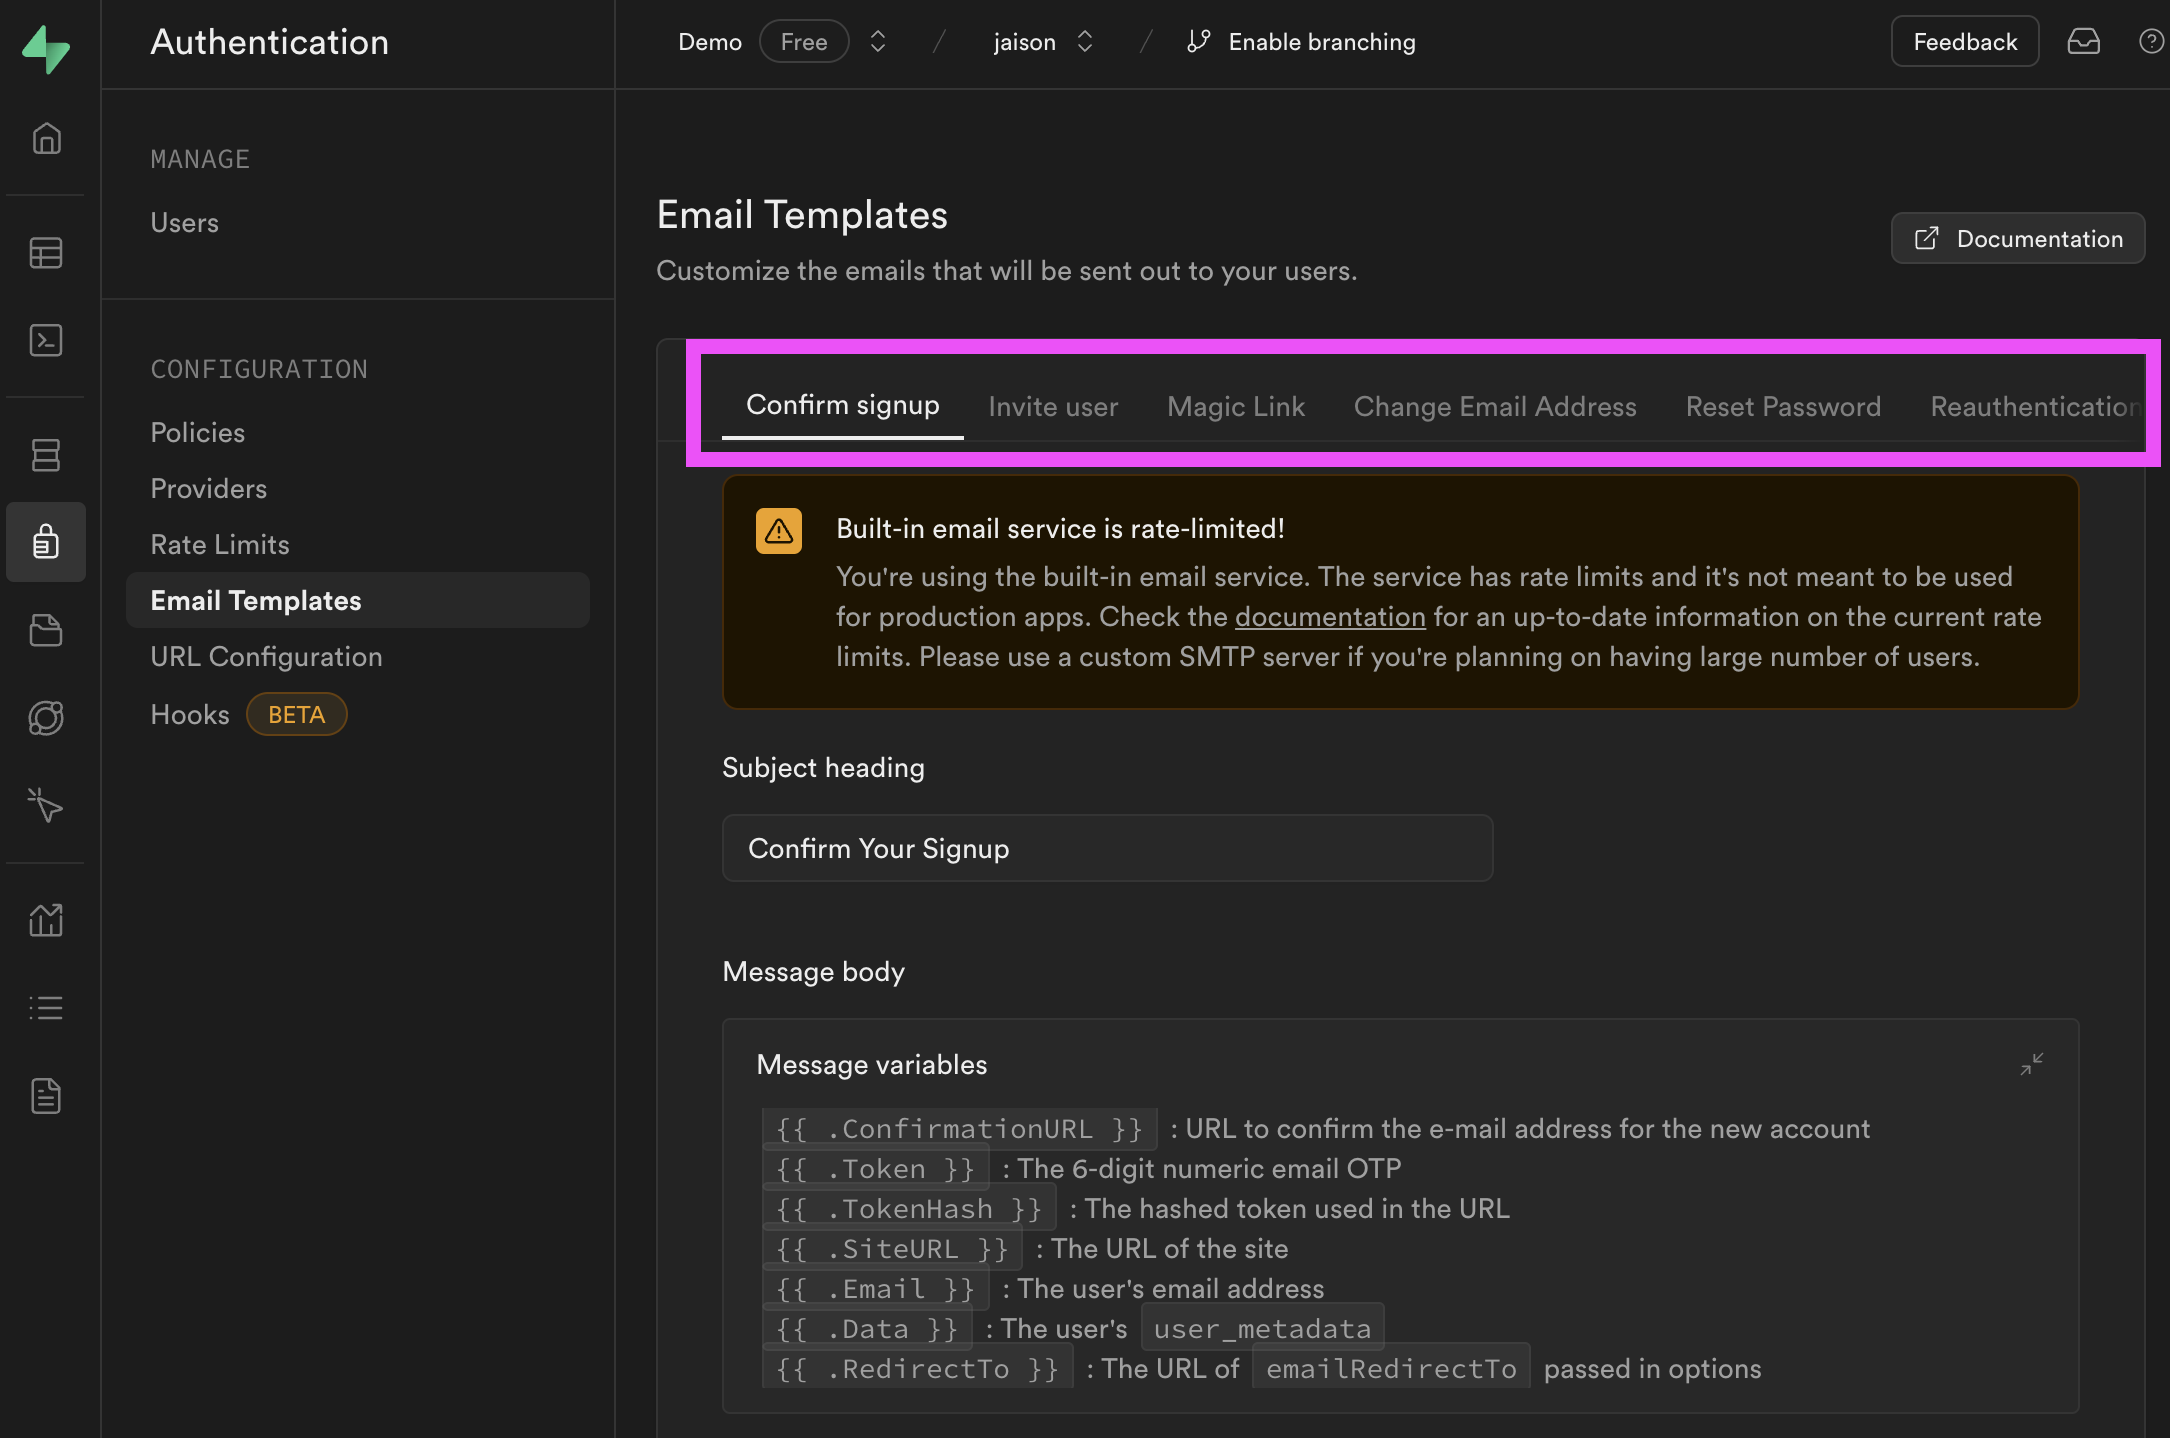 Authentication
Demo Free / jaison / Enable branching
Feedback
MANAGE
Users
CONFIGURATION
Policies
Providers
Rate Limits
Email Templates
URL Configuration
Hooks BETA
Email Templates
Customize the emails that will be sent out to your users.
Documentation
Confirm signup Invite user Magic Link Change Email Address Reset Password Reauthentication
Built-in email service is rate-limited!
You're using the built-in email service. The service has rate limits and it's not meant to be used
for production apps. Check the documentation for an up-to-date information on the current rate
limits. Please use a custom SMTP server if you're planning on having large number of users.
Subject heading
Confirm Your Signup
Message body
Message variables
{{ .ConfirmationURL }} : URL to confirm the e-mail address for the new account
{{ .Token }} : The 6-digit numeric email OTP
{{ .TokenHash }} : The hashed token used in the URL
{{ .SiteURL }} : The URL of the site
{{ .Email }} : The user's email address
{{ .Data }} : The user's user_metadata
{{ .RedirectTo }} : The URL of emailRedirectTo passed in options